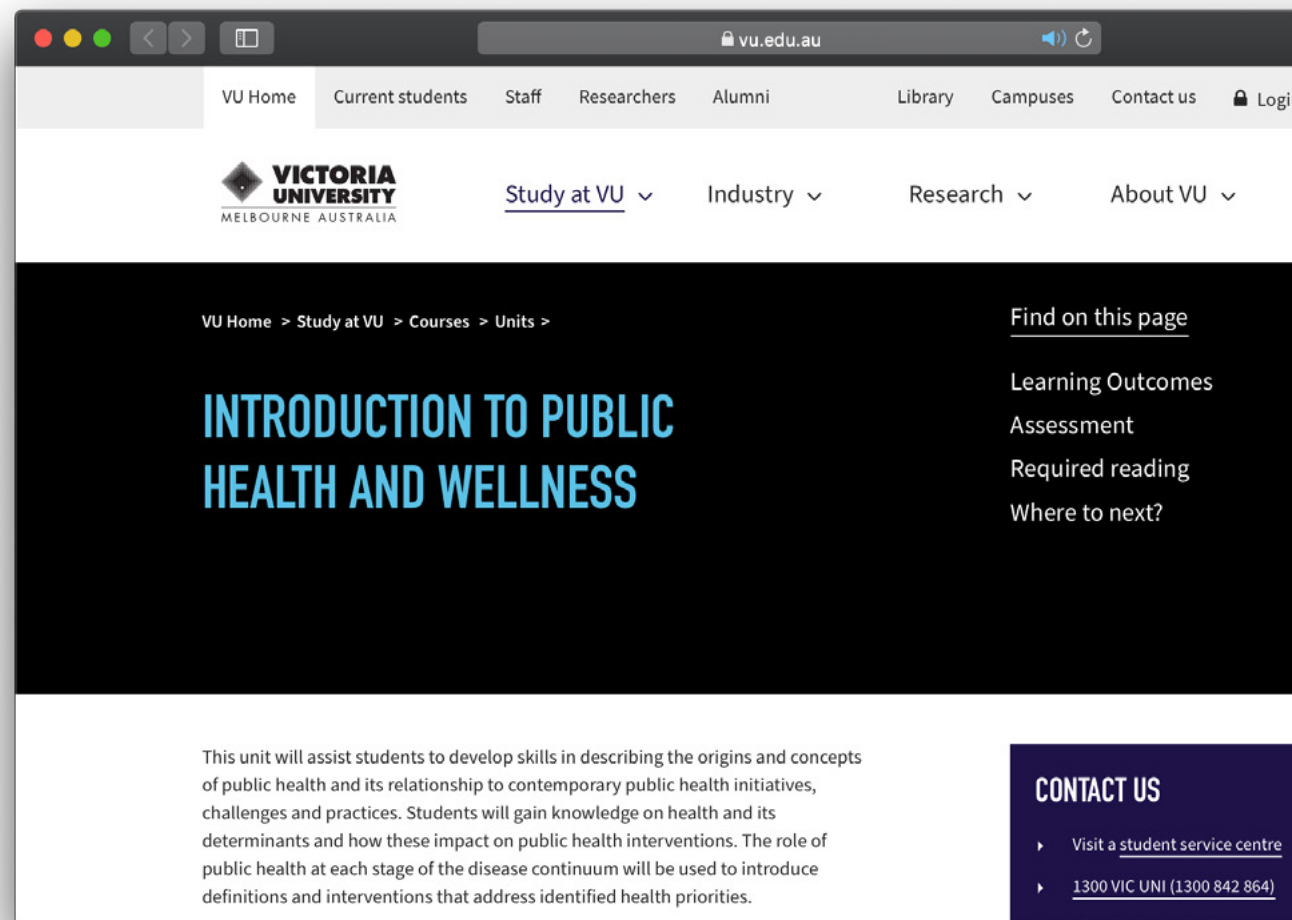 vu.edu.au
VU Home Current students Staff Researchers Alumni Library Campuses Contact us Logi
VICTORIA
UNIVERSITY
MELBOURNE AUSTRALIA
Study at VU Industry Research About VU
VU Home > Study at VU > Courses > Units >
INTRODUCTION TO PUBLIC
HEALTH AND WELLNESS
Find on this page
Learning Outcomes
Assessment
Required reading
Where to next?
This unit will assist students to develop skills in describing the origins and concepts
of public health and its relationship to contemporary public health initiatives,
challenges and practices. Students will gain knowledge on health and its
determinants and how these impact on public health interventions. The role of
public health at each stage of the disease continuum will be used to introduce
definitions and interventions that address identified health priorities.
CONTACT US
Visit a student service centre
1300 VIC UNI (1300 842 864)